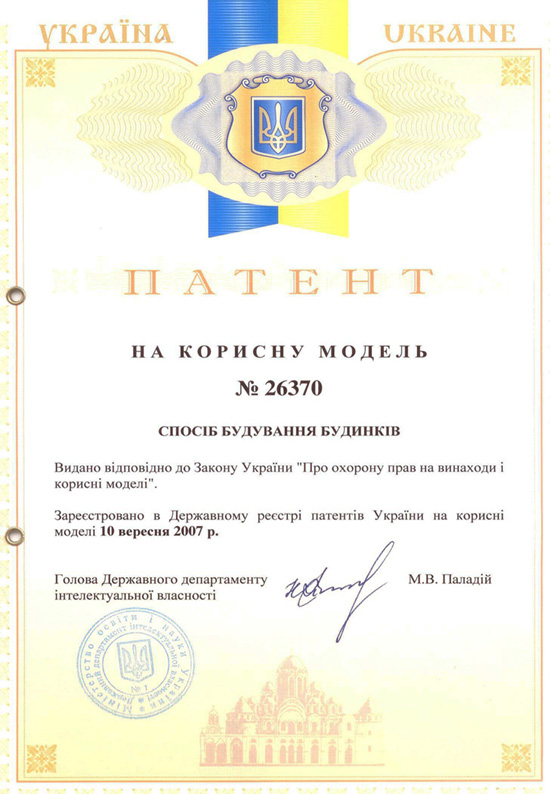 УКРАЇНА UKRAINE
ПАТЕНТ
НА КОРИСНУ МОДЕЛЬ
№ 26370
СПОСІБ БУДУВАННЯ БУДИНКІВ
Видано відповідно до Закону України "Про охорону прав на винаходи і
корисні моделі".
Зареєстровано в Державному реєстрі патентів України на корисні
моделі 10 вересня 2007 р.
Голова Державного департаменту
інтелектуальної власності
М.В. Паладій
Міністерство освіти і науки України
Державний департамент інтелектуальної власності
№ 1